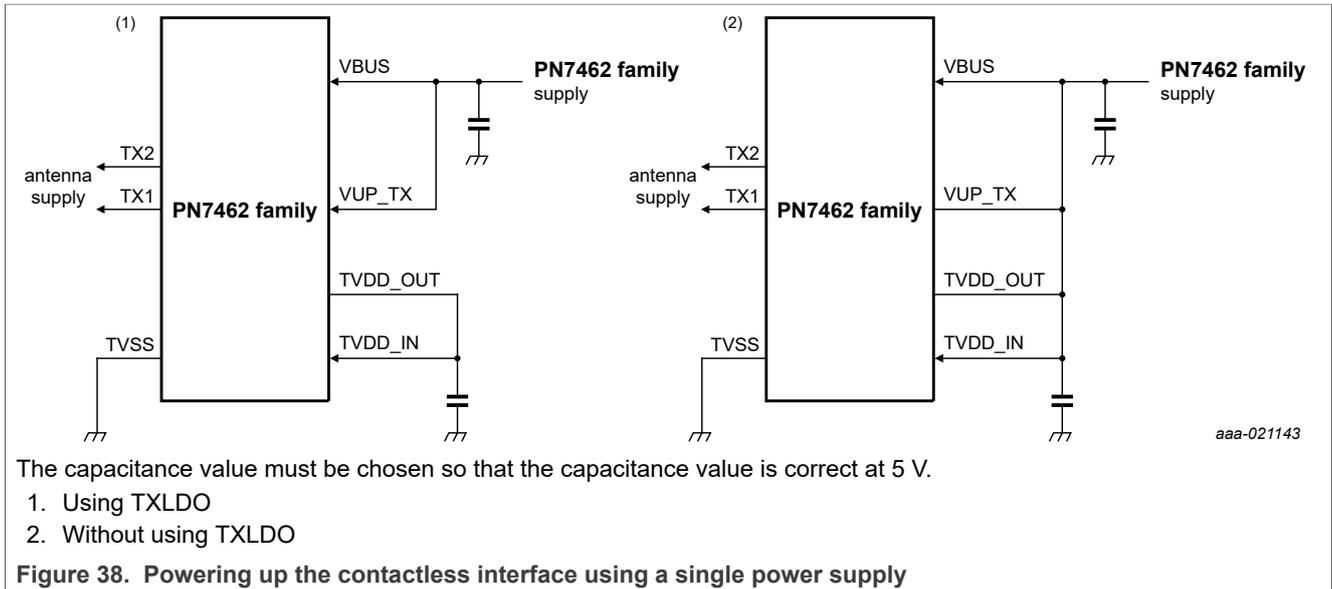 (1)
VBUS
PN7462 family
supply
TX2
antenna
supply
TX1
VUP_TX
PN7462 family
TVDD_OUT
TVSS
TVDD_IN
(2)
VBUS
PN7462 family
supply
TX2
antenna
supply
TX1
VUP_TX
PN7462 family
TVDD_OUT
TVSS
TVDD_IN
aaa-021143
The capacitance value must be chosen so that the capacitance value is correct at 5 V.
1. Using TXLDO
2. Without using TXLDO
Figure 38. Powering up the contactless interface using a single power supply